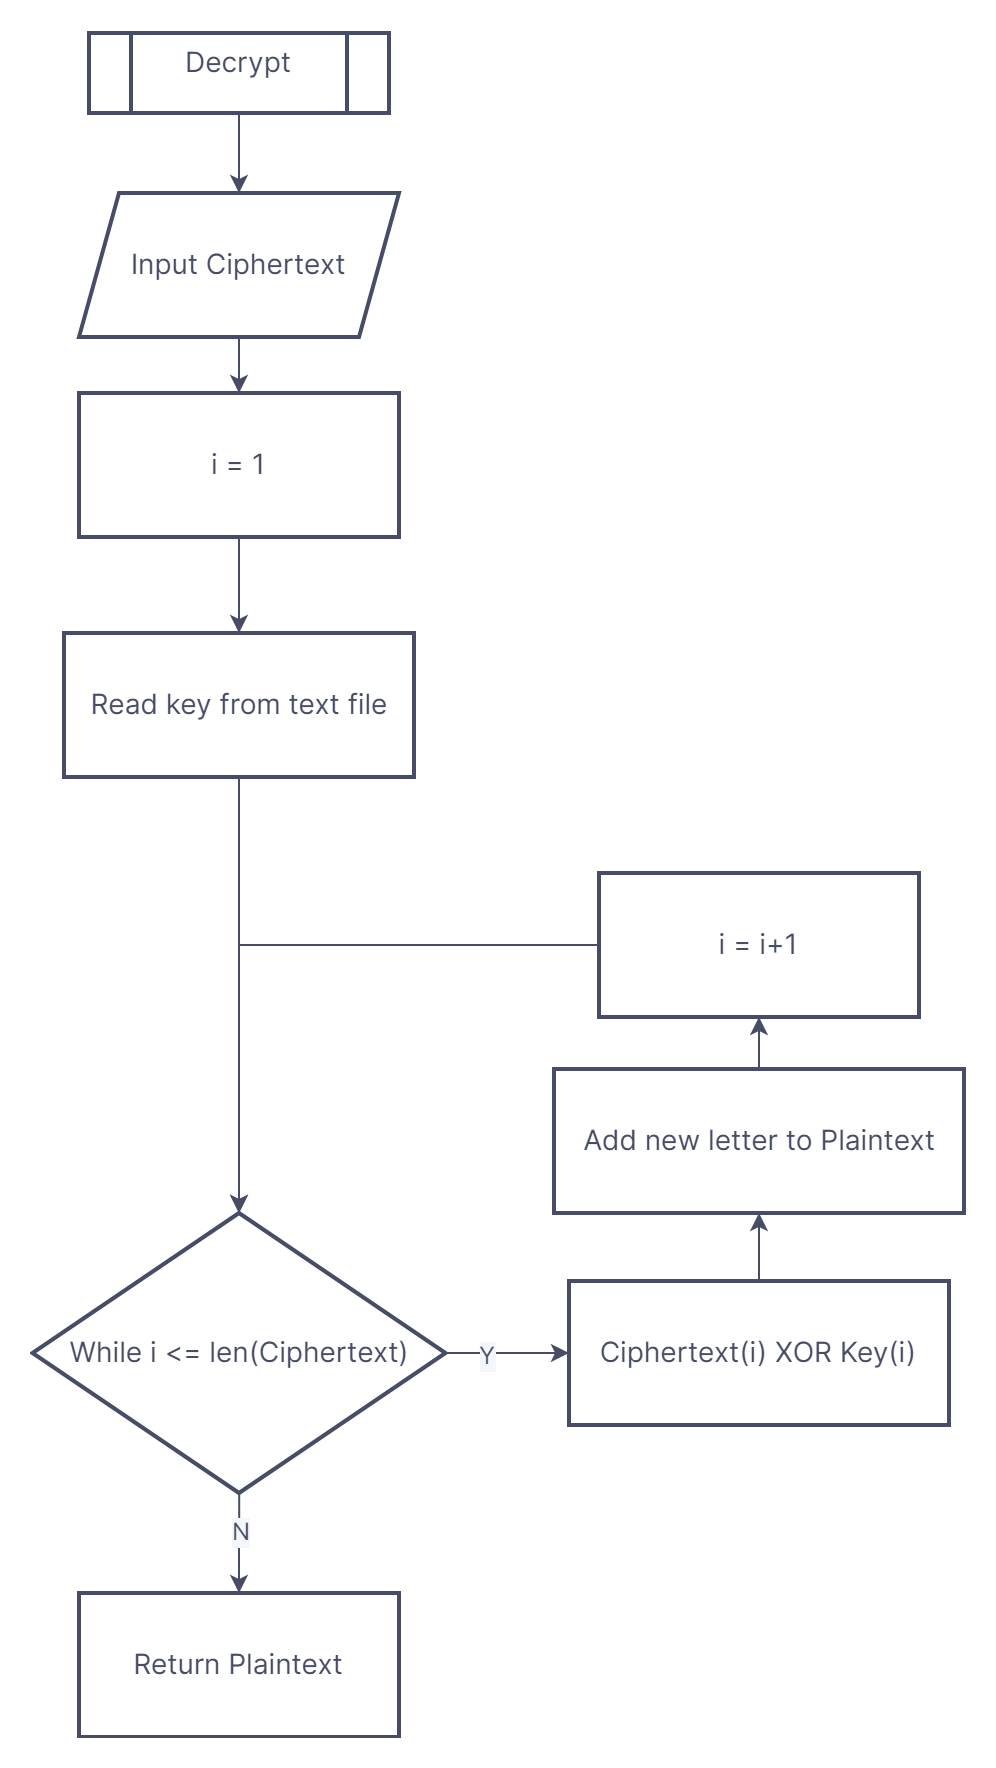 Decrypt
Input Ciphertext
i = 1
Read key from text file
i = i+1
Add new letter to Plaintext
While i <= len(Ciphertext)
Y
Ciphertext(i) XOR Key(i)
N
Return Plaintext